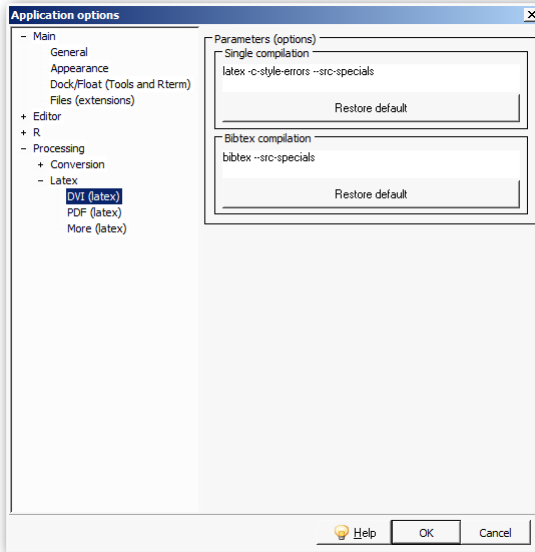 Application options
Main
General
Appearance
Dock/Float (Tools and Rterm)
Files (extensions)
Editor
R
Processing
Conversion
Latex
DVI (latex)
PDF (latex)
More (latex)
Parameters (options)
Single compilation
latex -c-style-errors --src-specials
Restore default
Bibtex compilation
bibtex --src-specials
Restore default
Help
OK
Cancel